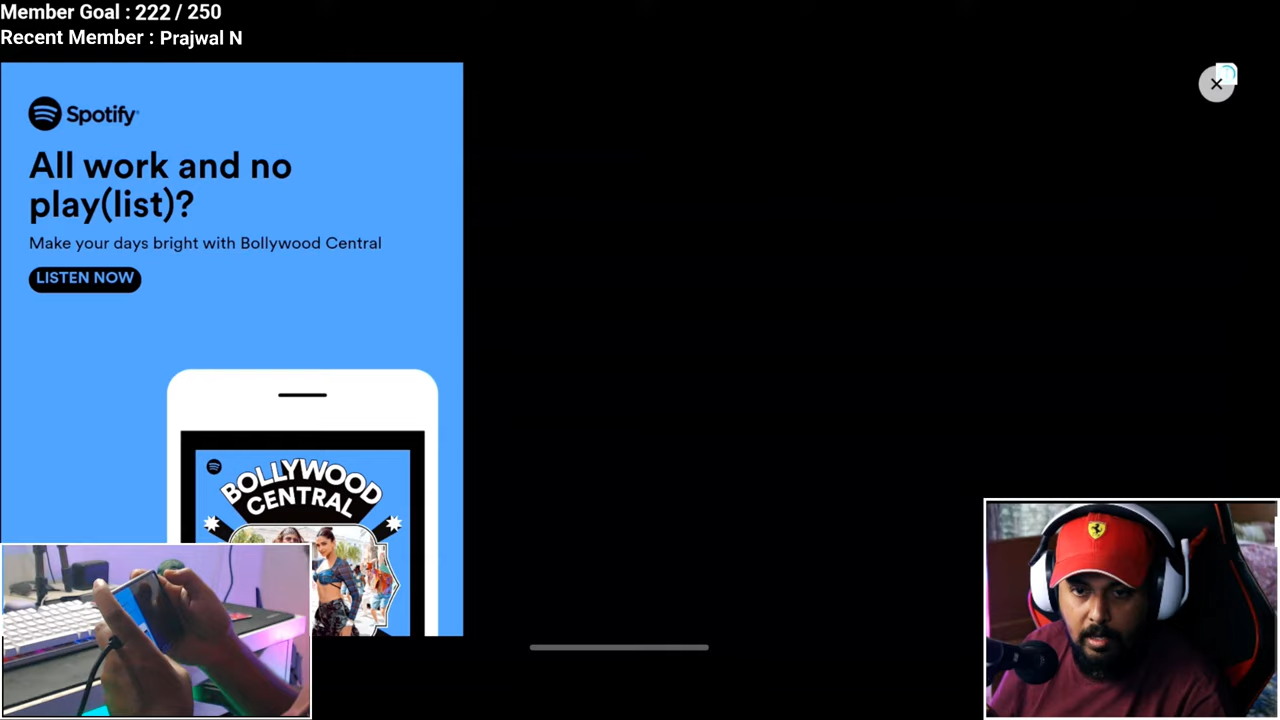 Member Goal : 222 / 250
Recent Member : Prajwal N
Spotify
All work and no
play(list)?
Make your days bright with Bollywood Central
LISTEN NOW
BOLLYWOOD
CENTRAL